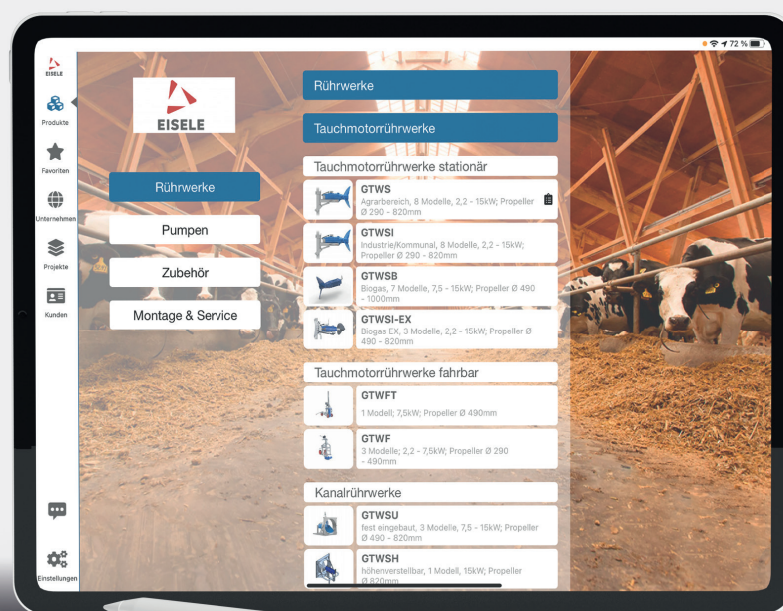 72 %
EISELE
Produkte
Favoriten
Unternehmen
Projekte
Kunden
Einstellungen
EISELE
Rührwerke
Pumpen
Zubehör
Montage & Service
Rührwerke
Tauchmotorrührwerke
Tauchmotorrührwerke stationär
GTWS
Agrarbereich, 8 Modelle, 2,2 - 15kW; Propeller
Ø 290 - 820mm
GTWSI
Industrie/Kommunal, 8 Modelle, 2,2 - 15kW;
Propeller Ø 290 - 820mm
GTWSB
Biogas, 7 Modelle, 7,5 - 15kW; Propeller Ø 490
- 1000mm
GTWSI-EX
Biogas EX, 3 Modelle, 2,2 - 15kW; Propeller Ø
490 - 820mm
Tauchmotorrührwerke fahrbar
GTWFT
1 Modell; 7,5kW; Propeller Ø 490mm
GTWF
3 Modelle; 2,2 - 7,5kW; Propeller Ø 290
- 490mm
Kanalrührwerke
GTWSU
fest eingebaut, 3 Modelle, 7,5 - 15kW; Propeller
Ø 490 - 820mm
GTWSH
höhenverstellbar, 1 Modell, 15kW; Propeller
Ø 820mm